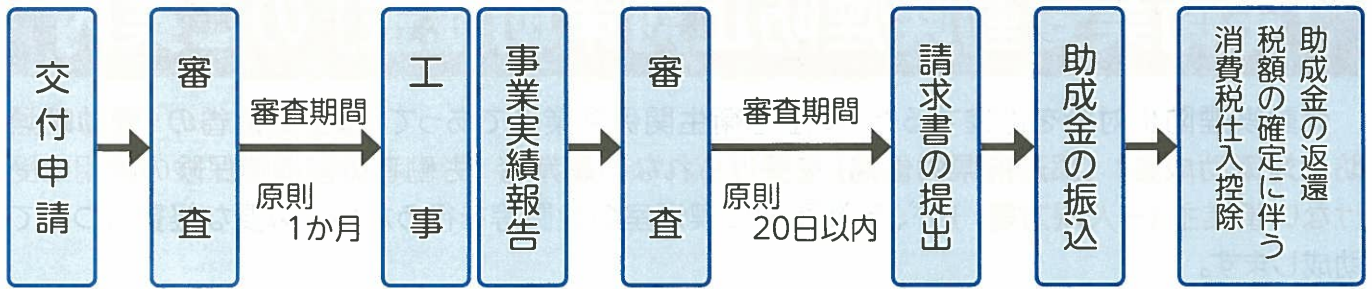 交付申請
審査
審査期間
原則
1か月
工事
事業実績報告
審査
審査期間
原則
20日以内
請求書の提出
助成金の振込
消費税仕入控除
税額の確定に伴う
助成金の返還